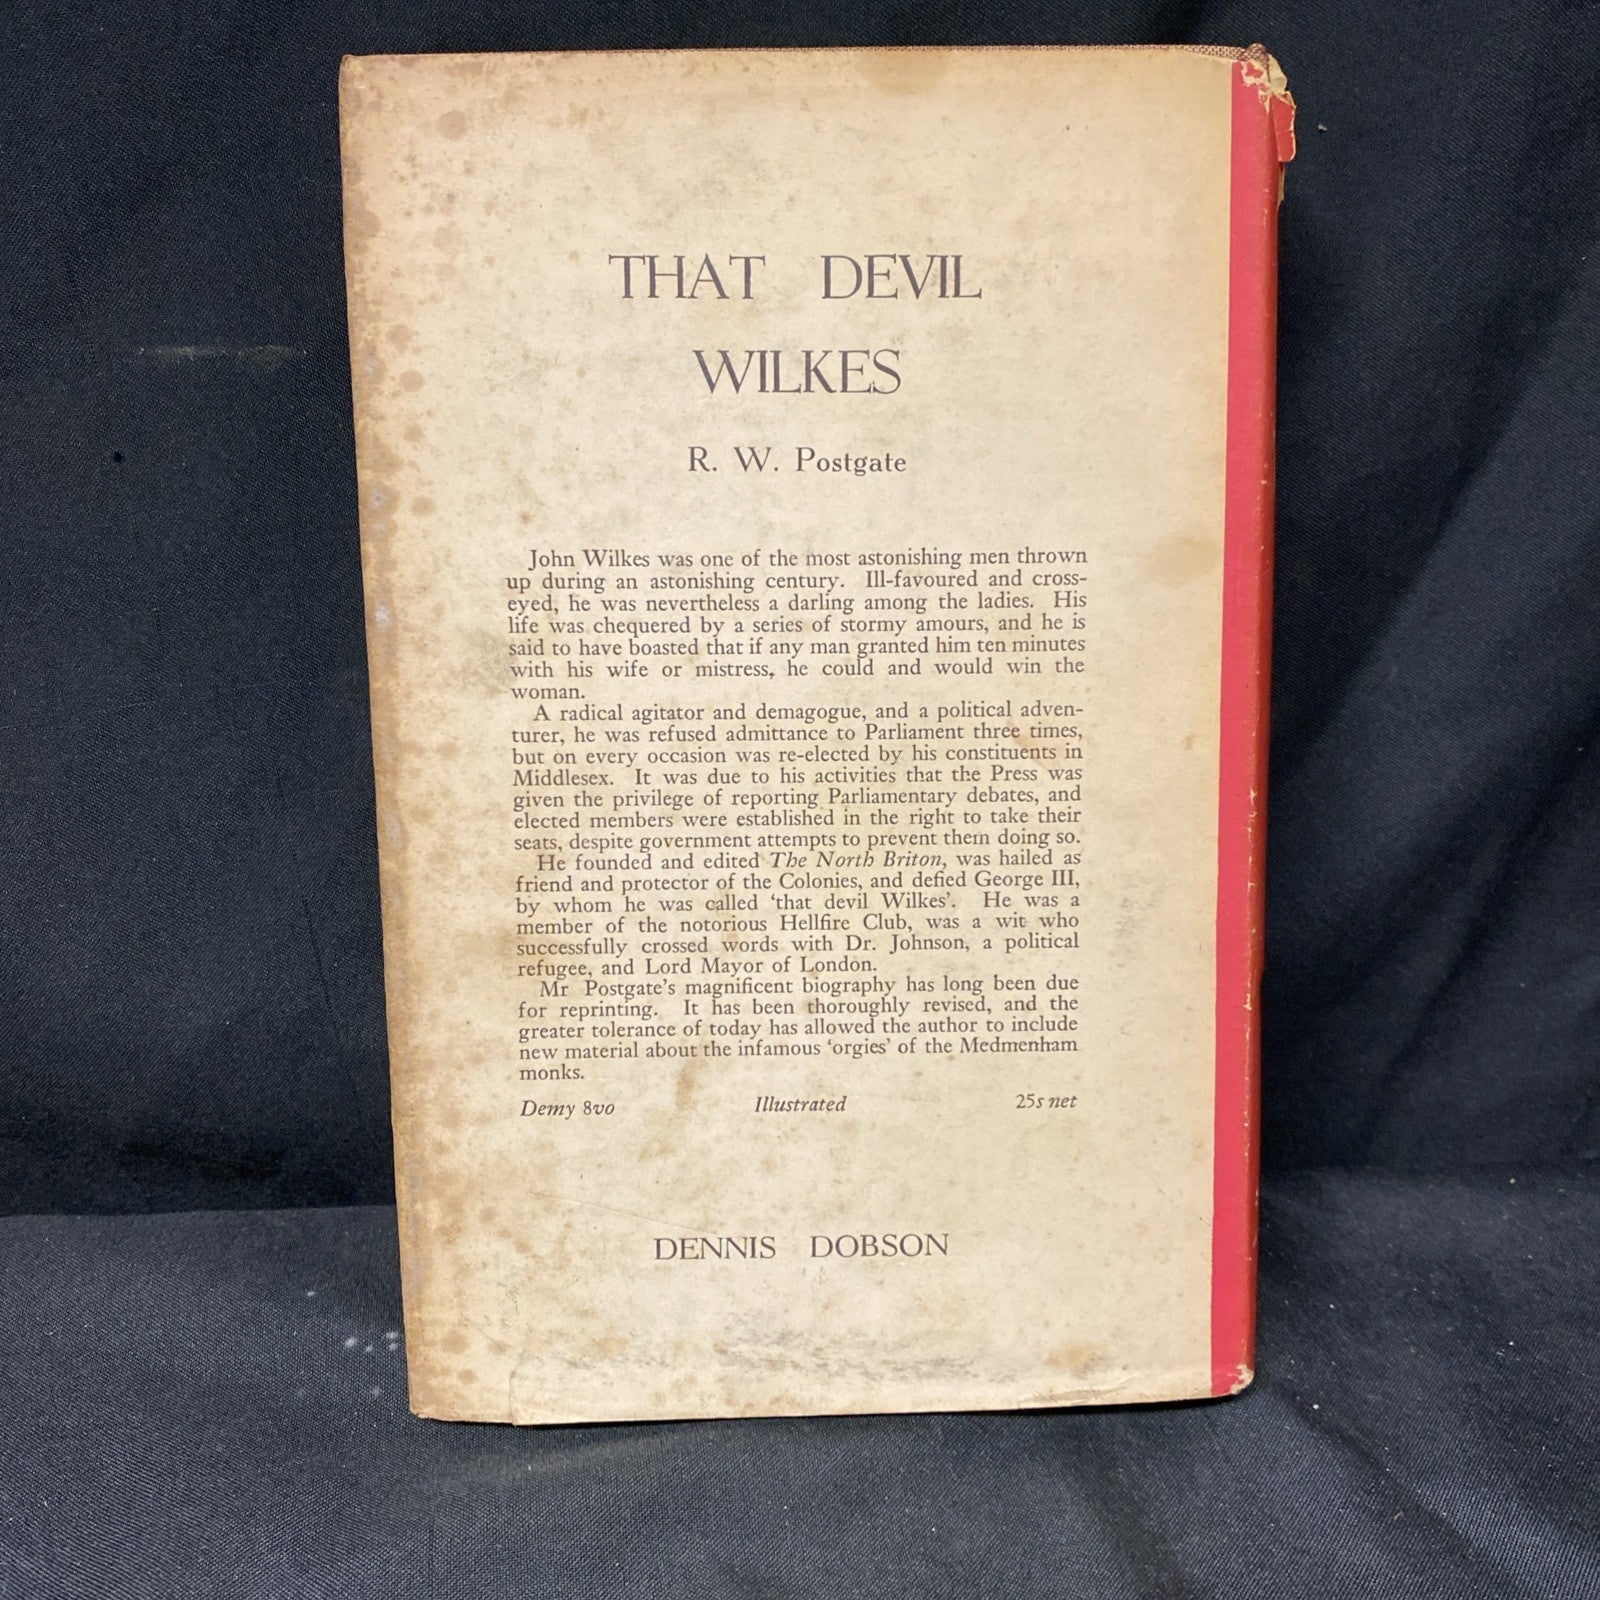 THAT DEVIL
WILKES
R. W. Postgate
John Wilkes was one of the most astonishing men thrown
up during an astonishing century. Ill-favoured and cross-
eyed, he was nevertheless a darling among the ladies. His
life was chequered by a series of stormy amours, and he is
said to have boasted that if any man granted him ten minutes
with his wife or mistress, he could and would win the
woman.
A radical agitator and demagogue, and a political adven-
turer, he was refused admittance to Parliament three times,
but on every occasion was re-elected by his constituents in
Middlesex. It was due to his activities that the Press was
given the privilege of reporting Parliamentary debates, and
elected members were established in the right to take their
seats, despite government attempts to prevent them doing so.
He founded and edited The North Briton, was hailed as
friend and protector of the Colonies, and defied George III,
by whom he was called 'that devil Wilkes'. He was a
member of the notorious Hellfire Club, was a wit who
successfully crossed words with Dr. Johnson, a political
refugee, and Lord Mayor of London.
Mr Postgate's magnificent biography has long been due
for reprinting. It has been thoroughly revised, and the
greater tolerance of today has allowed the author to include
new material about the infamous 'orgies' of the Medmenham
monks.
Demy 8vo Illustrated 25s net
DENNIS DOBSON